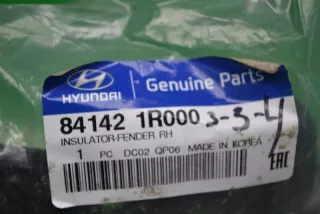 HYUNDAI
Genuine Parts
84142 1R000 3-3-4
INSULATOR-FENDER RH
1 PC DC02 QP06 MADE IN KOREA
EAC